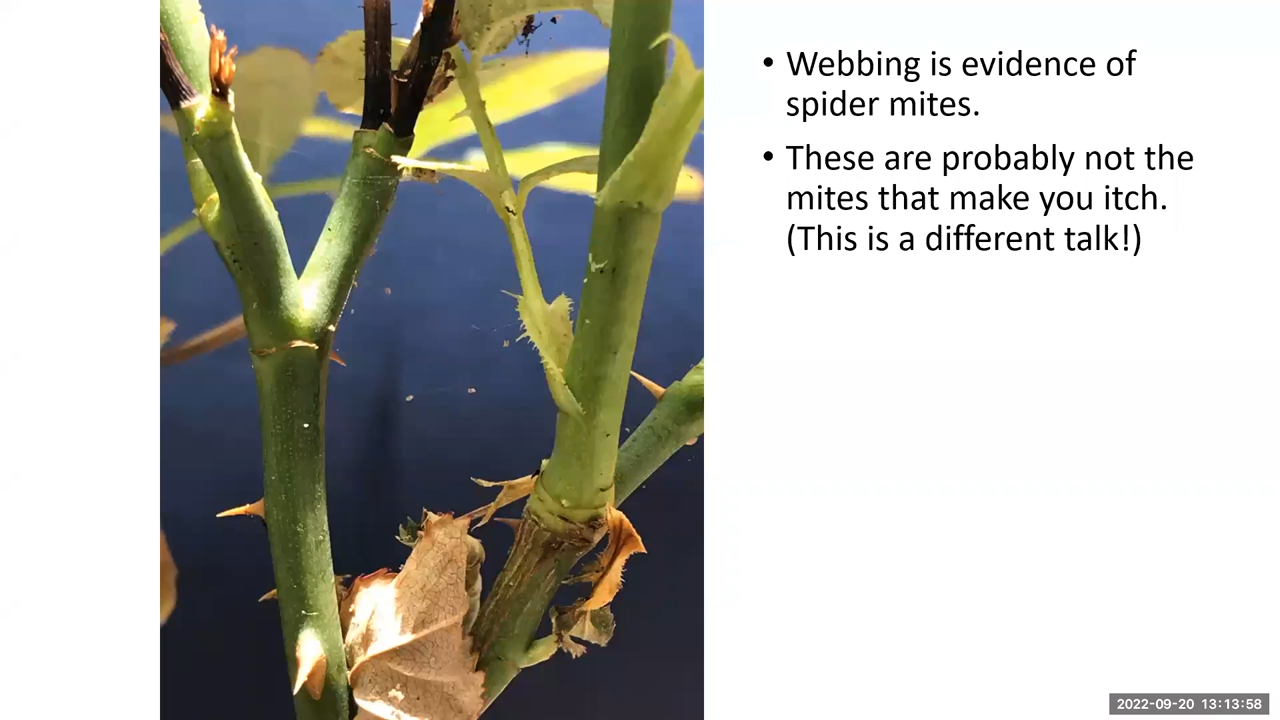 • Webbing is evidence of
spider mites.
• These are probably not the
mites that make you itch.
(This is a different talk!)
2022-09-20 13:13:58